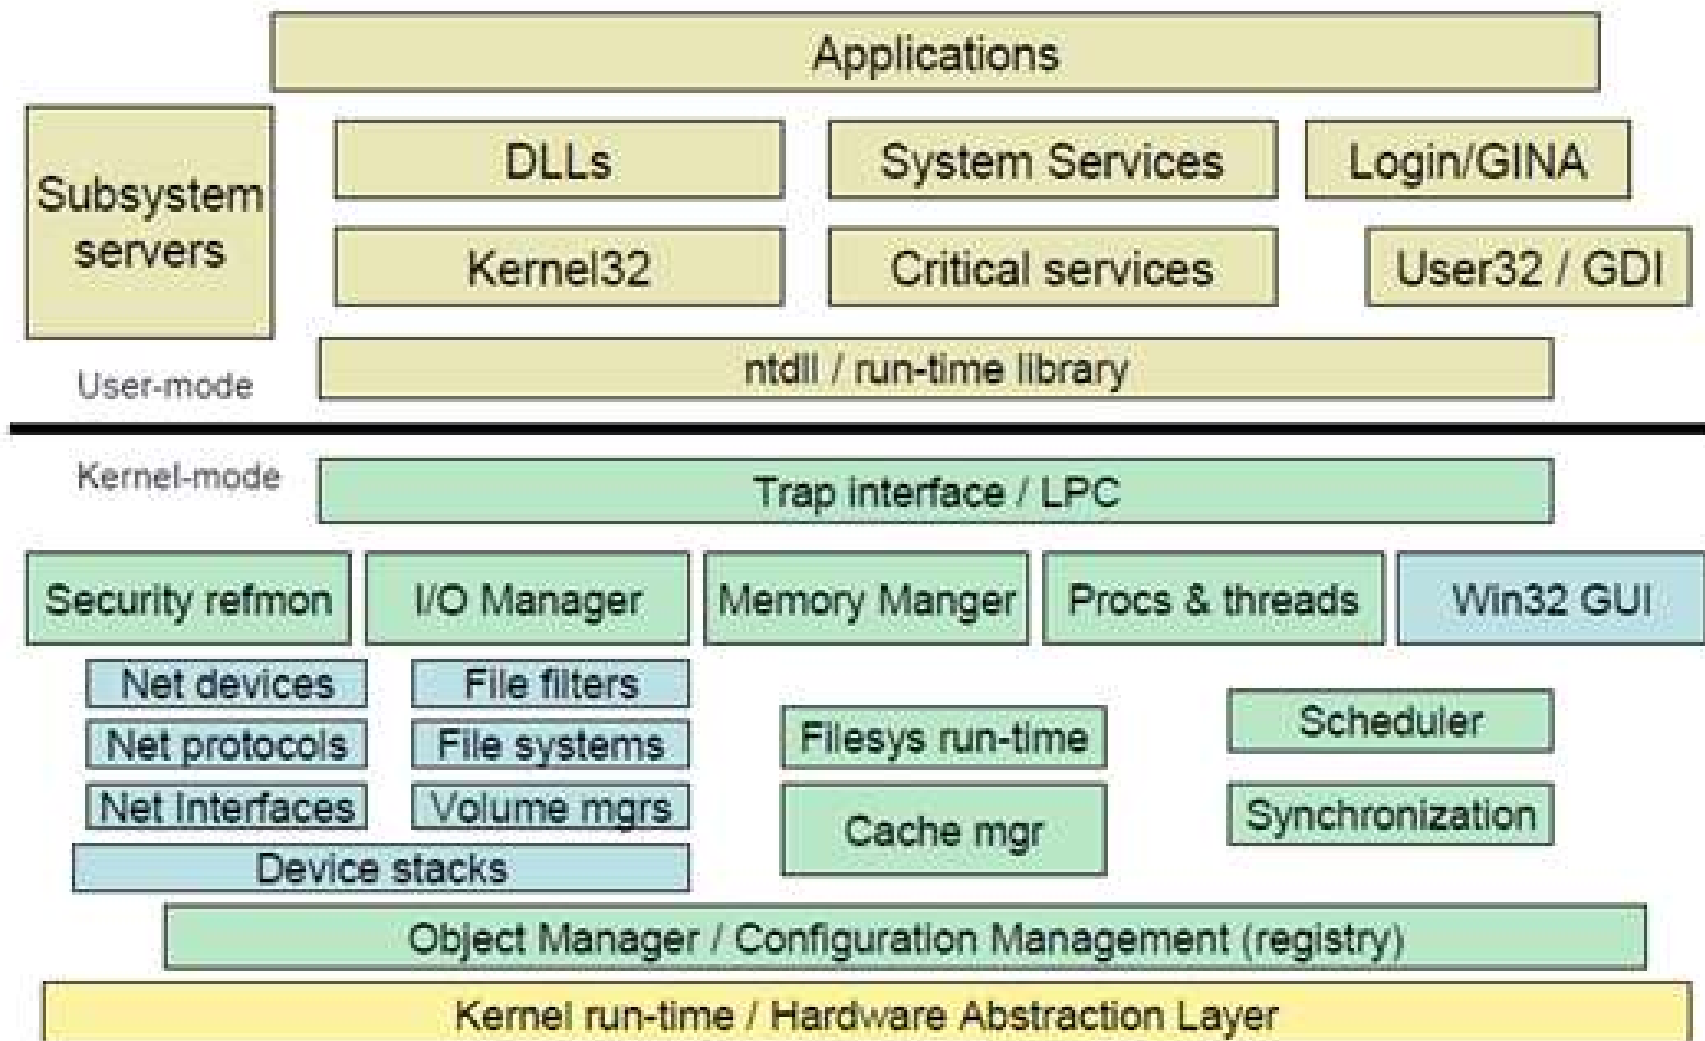 Applications
Subsystem
servers
DLLs
System Services
Login/GINA
Kernel32
Critical services
User32 / GDI
ntdll / run-time library
User-mode
Kernel-mode
Trap interface / LPC
Security refmon
I/O Manager
Memory Manger
Procs & threads
Win32 GUI
Net devices
File filters
Net protocols
File systems
Net Interfaces
Volume mgrs
Device stacks
Filesys run-time
Cache mgr
Scheduler
Synchronization
Object Manager / Configuration Management (registry)
Kernel run-time / Hardware Abstraction Layer